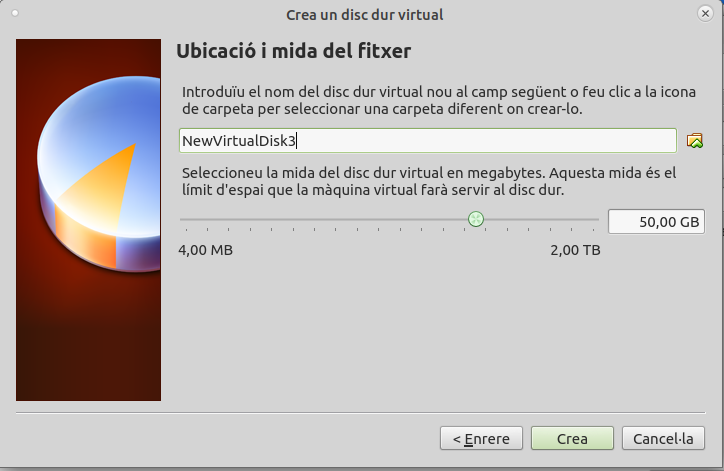 Crea un disc dur virtual
Ubicació i mida del fitxer
Introduïu el nom del disc dur virtual nou al camp següent o feu clic a la icona
de carpeta per seleccionar una carpeta diferent on crear-lo.
NewVirtualDisk3
Seleccioneu la mida del disc dur virtual en megabytes. Aquesta mida és el
límit d'espai que la màquina virtual farà servir al disc dur.
50,00 GB
4,00 MB 2,00 TB
< Enrere Crea Cancel·la